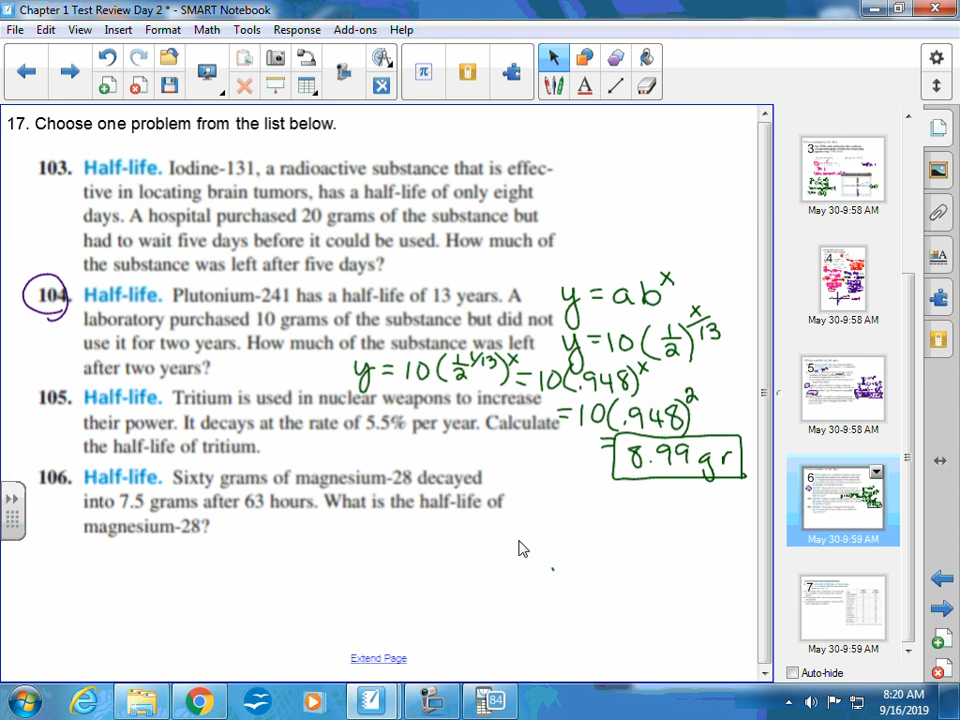 Chapter 1 Test Review Day 2 * - SMART Notebook
File Edit View Insert Format Math Tools Response Add-ons Help
π
A
17. Choose one problem from the list below.
103. Half-life. Iodine-131, a radioactive substance that is effec-
tive in locating brain tumors, has a half-life of only eight
days. A hospital purchased 20 grams of the substance but
had to wait five days before it could be used. How much of
the substance was left after five days?
104. Half-life. Plutonium-241 has a half-life of 13 years. A
laboratory purchased 10 grams of the substance but did not
use it for two years. How much of the substance was left
after two years?
y = ab^x
y = 10(1/2)^x/13
y = 10(1/2^1/13)^x = 10(.948)^x
= 10(.948)^2
= 8.99 gr
105. Half-life. Tritium is used in nuclear weapons to increase
their power. It decays at the rate of 5.5% per year. Calculate
the half-life of tritium.
106. Half-life. Sixty grams of magnesium-28 decayed
into 7.5 grams after 63 hours. What is the half-life of
magnesium-28?
Extend Page
3
May 30-9:58 AM
4
May 30-9:58 AM
5
May 30-9:58 AM
6
May 30-9:59 AM
7
May 30-9:59 AM
Auto-hide
84
8:20 AM
9/16/2019